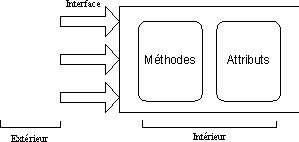 Interface
Méthodes
Attributs
Extérieur
Intérieur